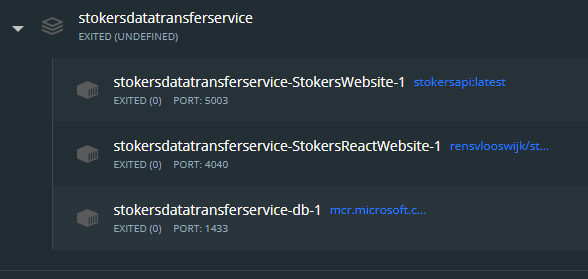 stokersdatatransferservice
EXITED (UNDEFINED)
stokersdatatransferservice-StokersWebsite-1 stokersapi:latest
EXITED (0) PORT: 5003
stokersdatatransferservice-StokersReactWebsite-1 rensvlooswijk/st...
EXITED (0) PORT: 4040
stokersdatatransferservice-db-1 mcr.microsoft.c...
EXITED (0) PORT: 1433